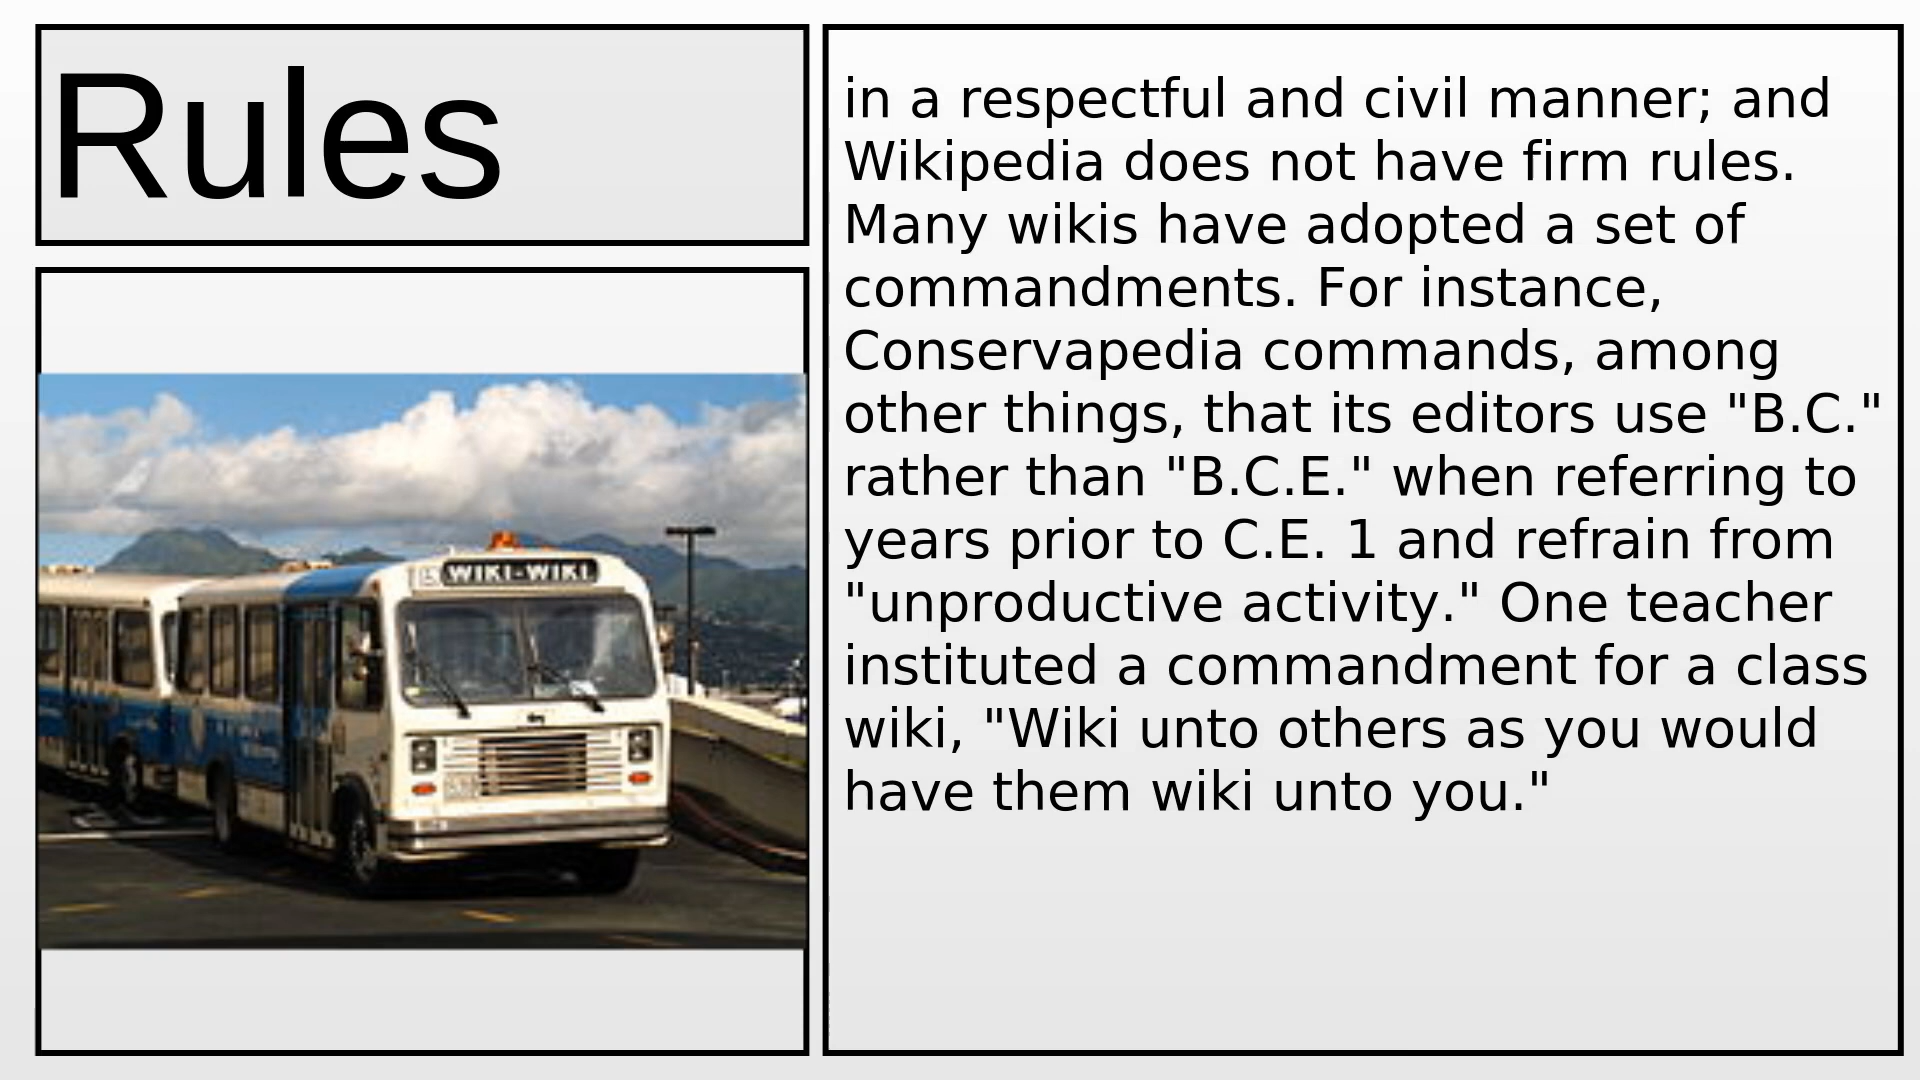 Rules
WIKI-WIKI
in a respectful and civil manner; and
Wikipedia does not have firm rules.
Many wikis have adopted a set of
commandments. For instance,
Conservapedia commands, among
other things, that its editors use "B.C."
rather than "B.C.E." when referring to
years prior to C.E. 1 and refrain from
"unproductive activity." One teacher
instituted a commandment for a class
wiki, "Wiki unto others as you would
have them wiki unto you."